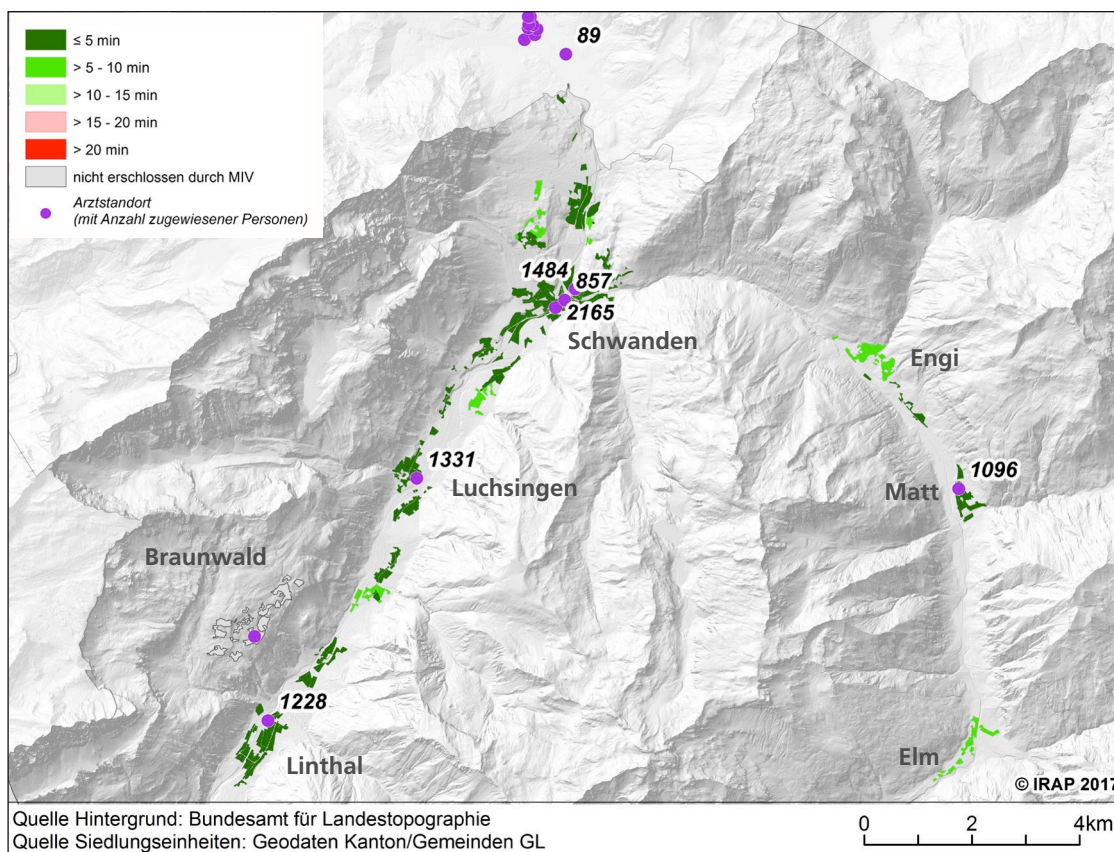 ≤ 5 min
> 5 - 10 min
> 10 - 15 min
> 15 - 20 min
> 20 min
nicht erschlossen durch MIV
Arztstandort
(mit Anzahl zugewiesener Personen)
89
1484
857
2165
Schwanden
Engi
1331
Luchsingen
1096
Matt
Braunwald
1228
Linthal
Elm
© IRAP 2017
Quelle Hintergrund: Bundesamt für Landestopographie
Quelle Siedlungseinheiten: Geodaten Kanton/Gemeinden GL
0 2 4km